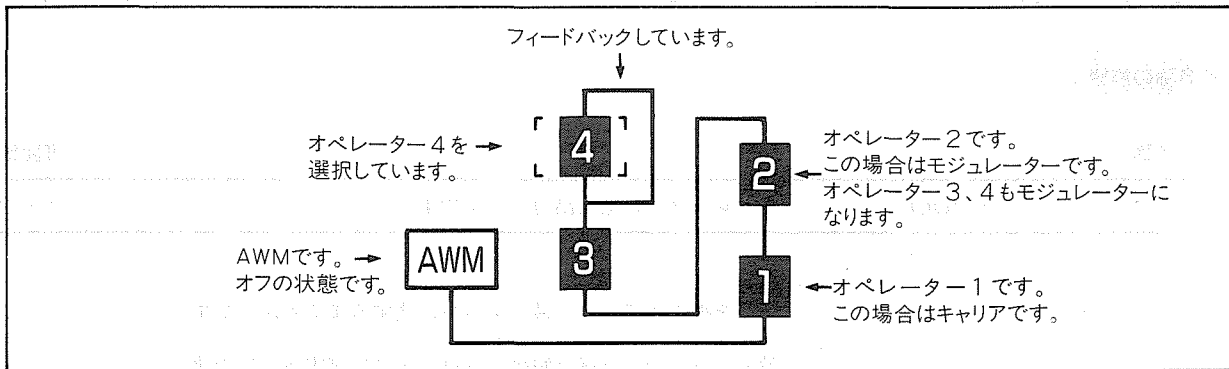 フィードバックしています。
オペレーター4を
選択しています。
4
オペレーター2です。
この場合はモジュレーターです。
オペレーター3、4もモジュレーターに
なります。
2
AWMです。
オフの状態です。
AWM
3
1
オペレーター1です。
この場合はキャリアです。